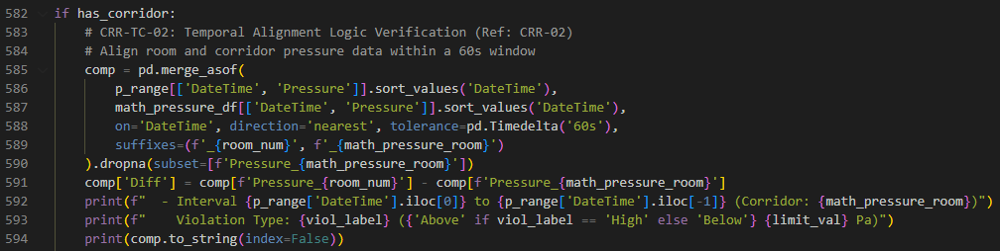 582 if has_corridor:
583     # CRR-TC-02: Temporal Alignment Logic Verification (Ref: CRR-02)
584     # Align room and corridor pressure data within a 60s window
585     comp = pd.merge_asof(
586         p_range[['DateTime', 'Pressure']].sort_values('DateTime'),
587         math_pressure_df[['DateTime', 'Pressure']].sort_values('DateTime'),
588         on='DateTime', direction='nearest', tolerance=pd.Timedelta('60s'),
589         suffixes=(f'_{room_num}', f'_{math_pressure_room}')
590     ).dropna(subset=[f'Pressure_{math_pressure_room}'])
591     comp['Diff'] = comp[f'Pressure_{room_num}'] - comp[f'Pressure_{math_pressure_room}']
592     print(f"  - Interval {p_range['DateTime'].iloc[0]} to {p_range['DateTime'].iloc[-1]} (Corridor: {math_pressure_room})")
593     print(f"    Violation Type: {viol_label} ({'Above' if viol_label == 'High' else 'Below'} {limit_val} Pa)")
594     print(comp.to_string(index=False))